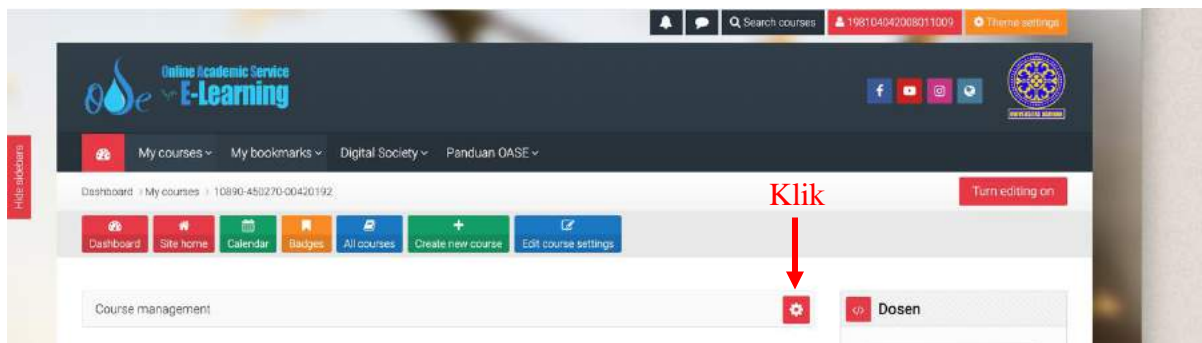 Search courses 198104042008011009 Theme settings
Online Academic Service
E-Learning
UNIVERSITAS UDAYANA
Hide sidebars
My courses My bookmarks Digital Society Panduan OASE
Dashboard My courses 10890-450270-00420192
Klik
Turn editing on
Dashboard Site home Calendar Badges All courses Create new course Edit course settings
Course management
Dosen